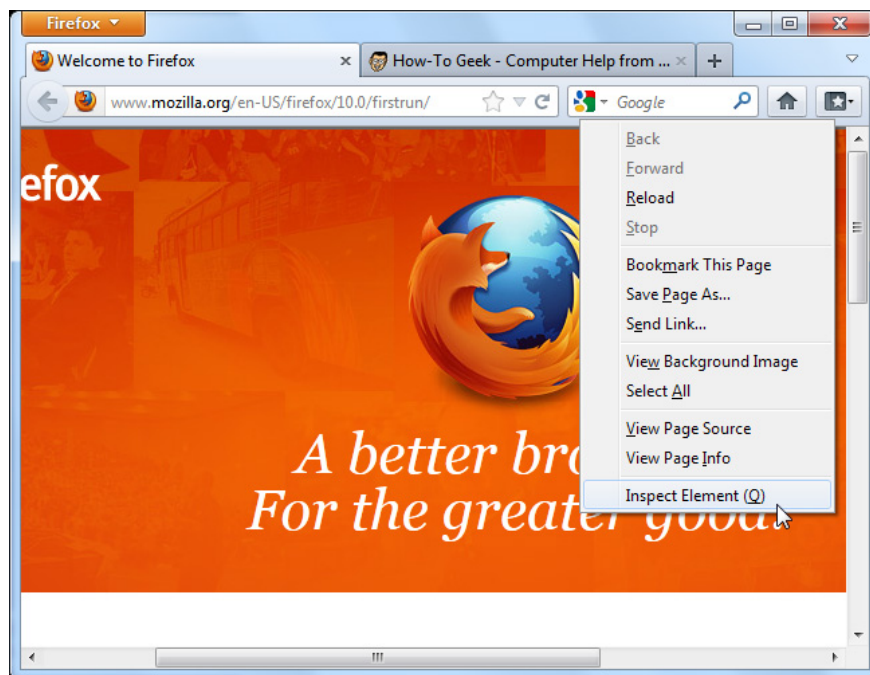 Firefox
Welcome to Firefox
How-To Geek - Computer Help from ...
www.mozilla.org/en-US/firefox/10.0/firstrun/
Google
efox
Back
Forward
Reload
Stop
Bookmark This Page
Save Page As...
Send Link...
View Background Image
Select All
View Page Source
View Page Info
Inspect Element (Q)
A better bro
For the greater good.